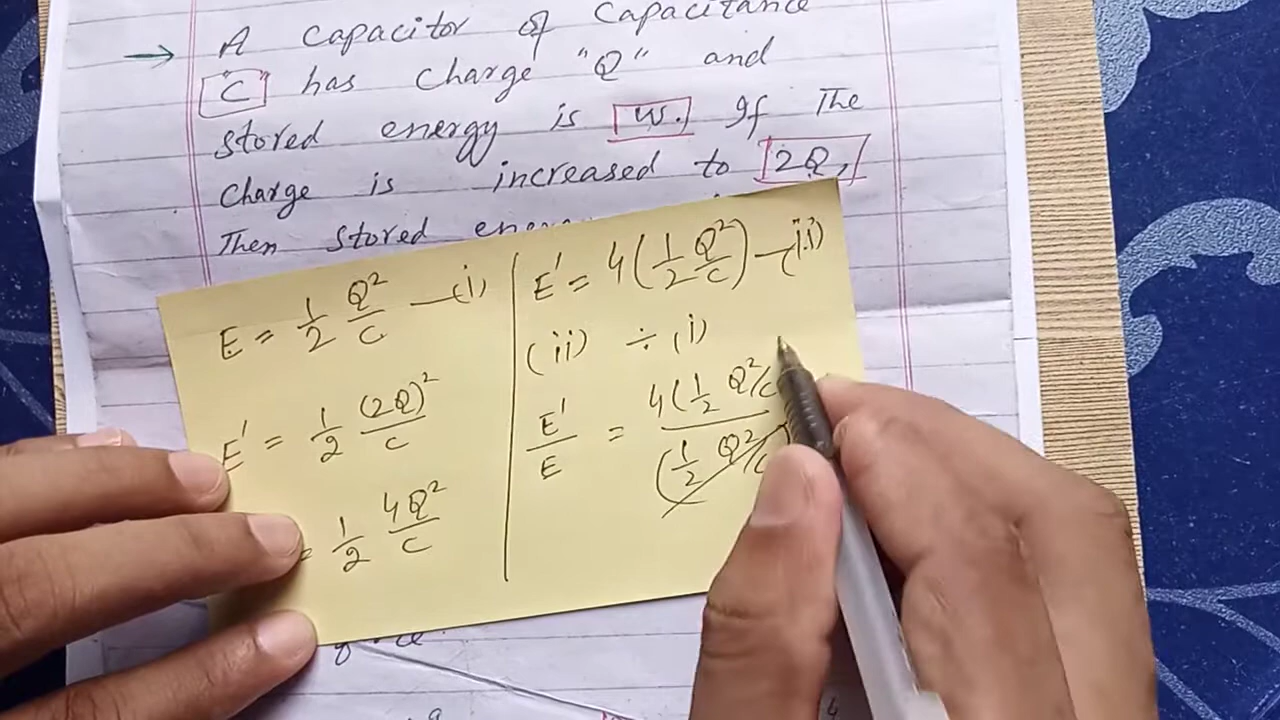 → A capacitor of Capacitance
"C" has charge "Q" and
stored energy is W. If The
Charge is increased to 2Q,
Then stored
E = 1/2 Q²/C —(i)
E' = 1/2 (2Q)²/C
= 1/2 4Q²/C
E' = 4(1/2 Q²/C) —(ii)
(ii) ÷ (i)
E'/E = 4(1/2 Q²/C / (1/2 Q²/C